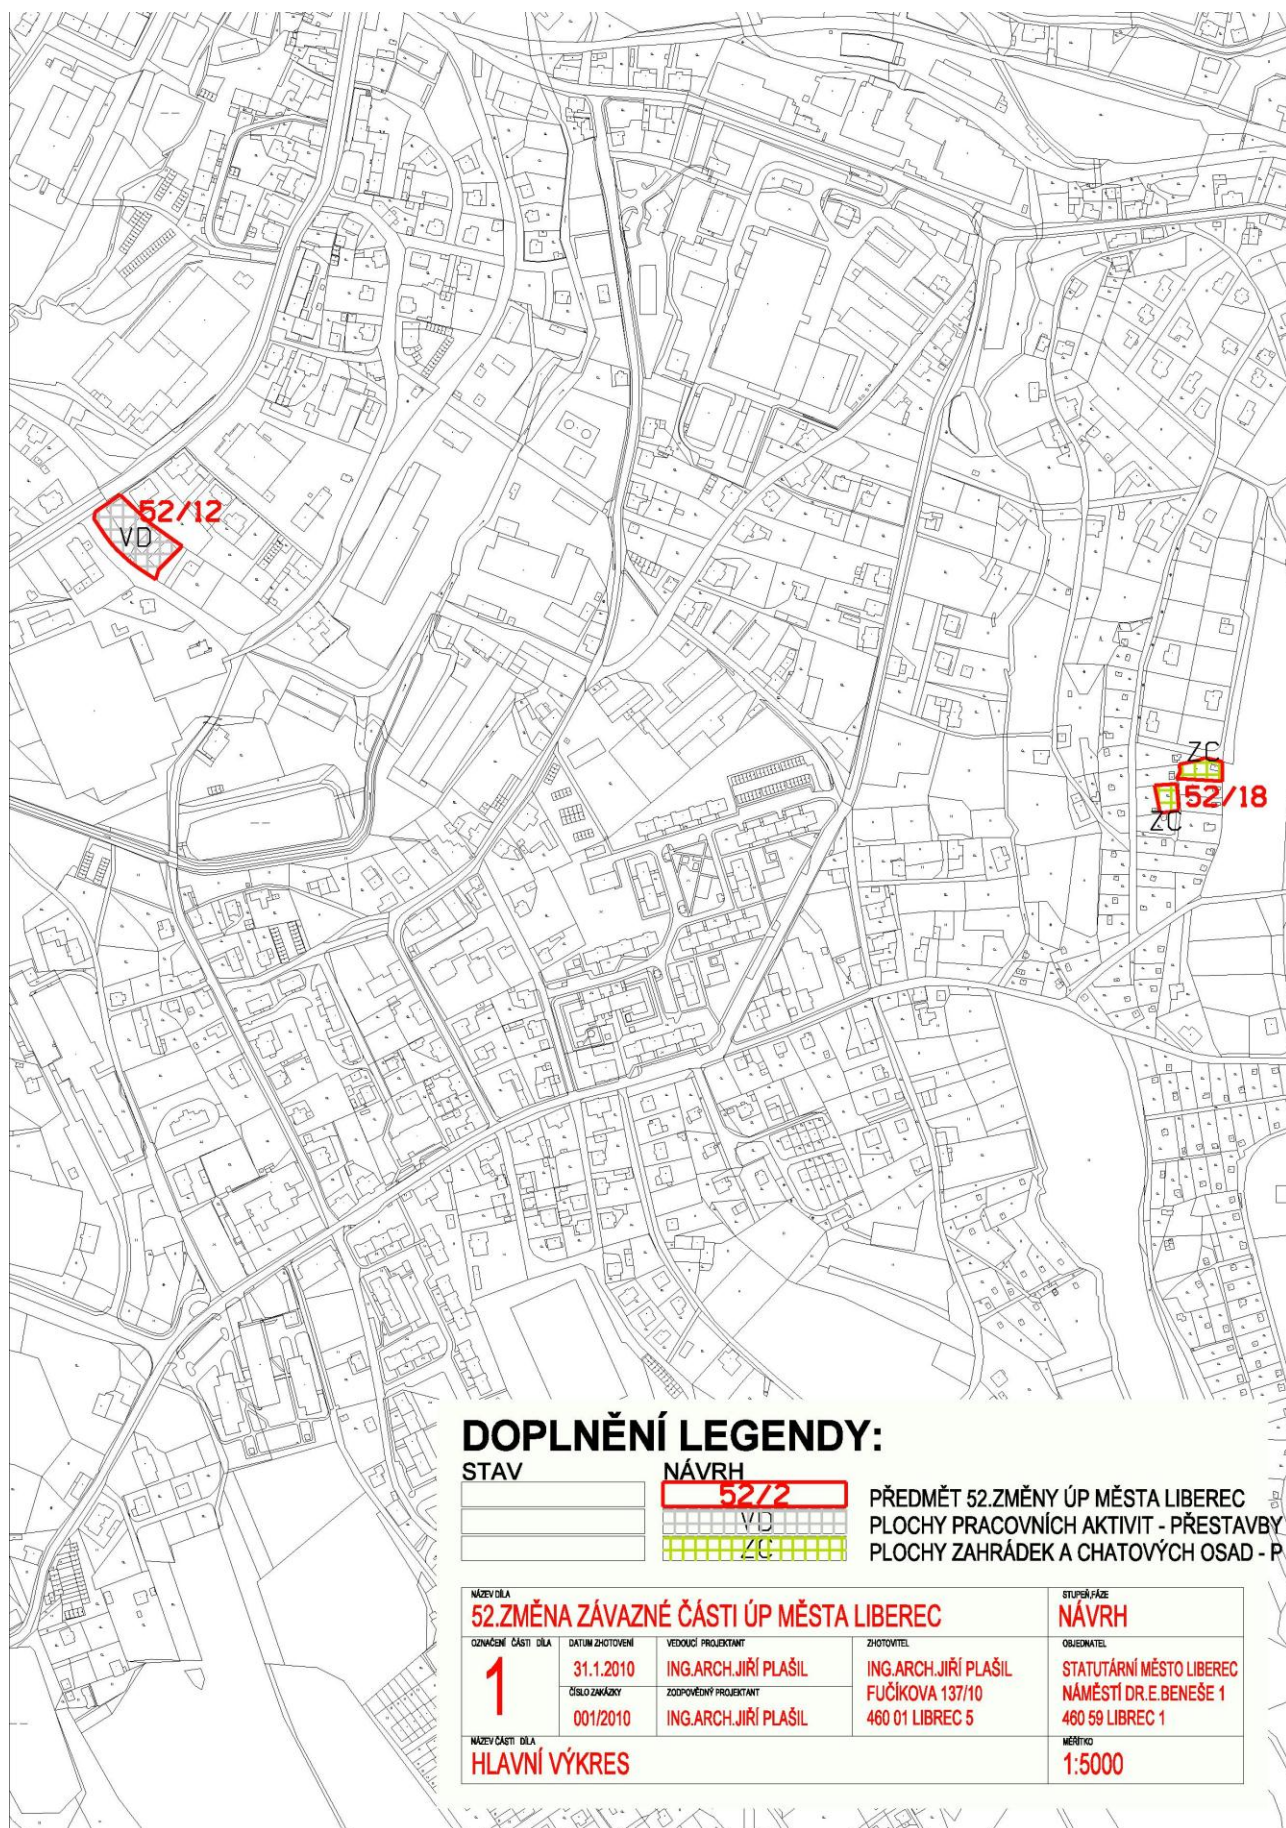 52/12
VD
ZC
52/18
ZC
DOPLNĚNÍ LEGENDY:
STAV NÁVRH
52/2 PŘEDMĚT 52.ZMĚNY ÚP MĚSTA LIBEREC
VD PLOCHY PRACOVNÍCH AKTIVIT - PŘESTAVBY
ZC PLOCHY ZAHRÁDEK A CHATOVÝCH OSAD - P
NÁZEV DÍLA
52.ZMĚNA ZÁVAZNÉ ČÁSTI ÚP MĚSTA LIBEREC
STUPEŇ,FÁZE
NÁVRH
OZNAČENÍ ČÁSTI DÍLA
1
DATUM ZHOTOVENÍ
31.1.2010
ČÍSLO ZAKÁZKY
001/2010
VEDOUCÍ PROJEKTANT
ING.ARCH.JIŘÍ PLAŠIL
ZODPOVĚDNÝ PROJEKTANT
ING.ARCH.JIŘÍ PLAŠIL
ZHOTOVITEL
ING.ARCH.JIŘÍ PLAŠIL
FUČÍKOVA 137/10
460 01 LIBREC 5
OBJEDNATEL
STATUTÁRNÍ MĚSTO LIBEREC
NÁMĚSTÍ DR.E.BENEŠE 1
460 59 LIBREC 1
NÁZEV ČÁSTI DÍLA
HLAVNÍ VÝKRES
MĚŘÍTKO
1:5000